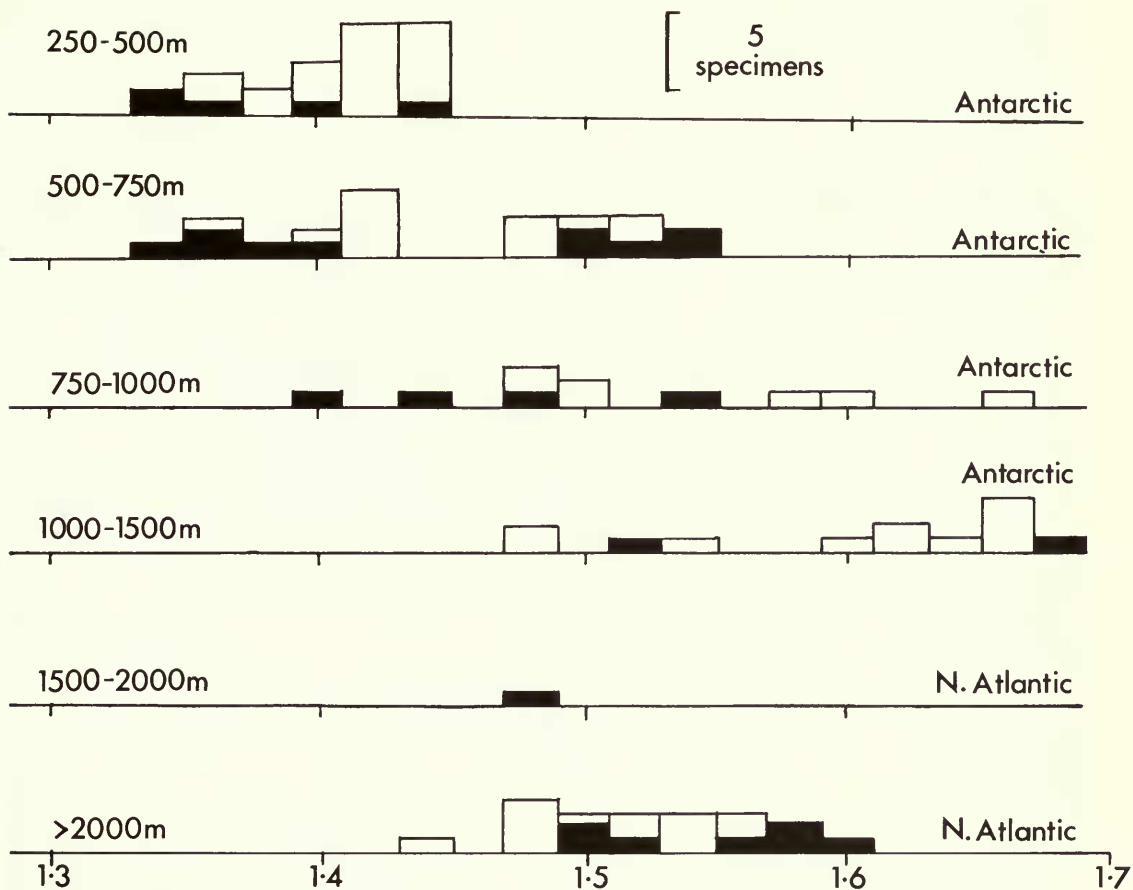 250-500m
5
specimens
Antarctic
500-750m
Antarctic
750-1000m
Antarctic
1000-1500m
Antarctic
1500-2000m
N. Atlantic
>2000m
N. Atlantic
1·3 1·4 1·5 1·6 1·7